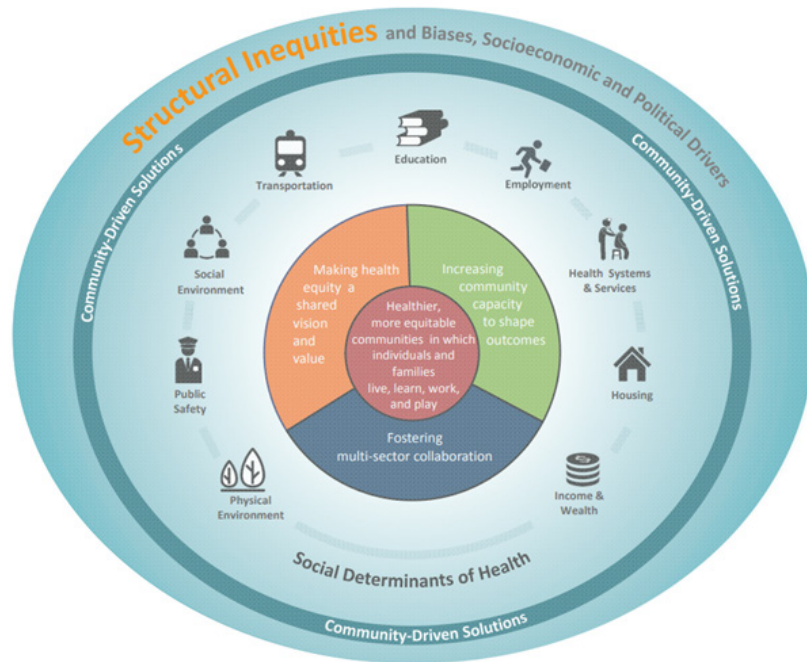 Structural Inequities and Biases, Socioeconomic and Political Drivers
Community-Driven Solutions
Community-Driven Solutions
Education
Transportation
Employment
Social
Environment
Health Systems
& Services
Public
Safety
Housing
Physical
Environment
Income &
Wealth
Making health
equity a
shared
vision
and
value
Increasing
community
capacity
to shape
outcomes
Healthier,
more equitable
communities in which
individuals and
families
live, learn, work,
and play
Fostering
multi-sector collaboration
Social Determinants of Health
Community-Driven Solutions